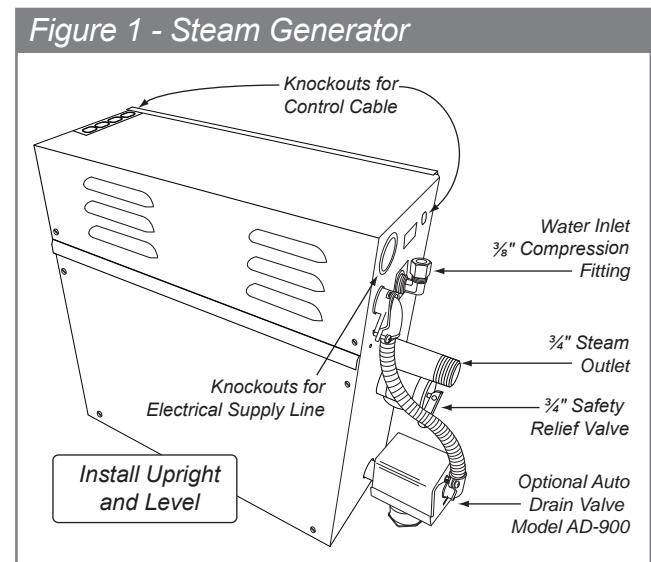 Figure 1 - Steam Generator
Knockouts for
Control Cable
Water Inlet
⅜" Compression
Fitting
¾" Steam
Outlet
Knockouts for
Electrical Supply Line
¾" Safety
Relief Valve
Install Upright
and Level
Optional Auto
Drain Valve
Model AD-900